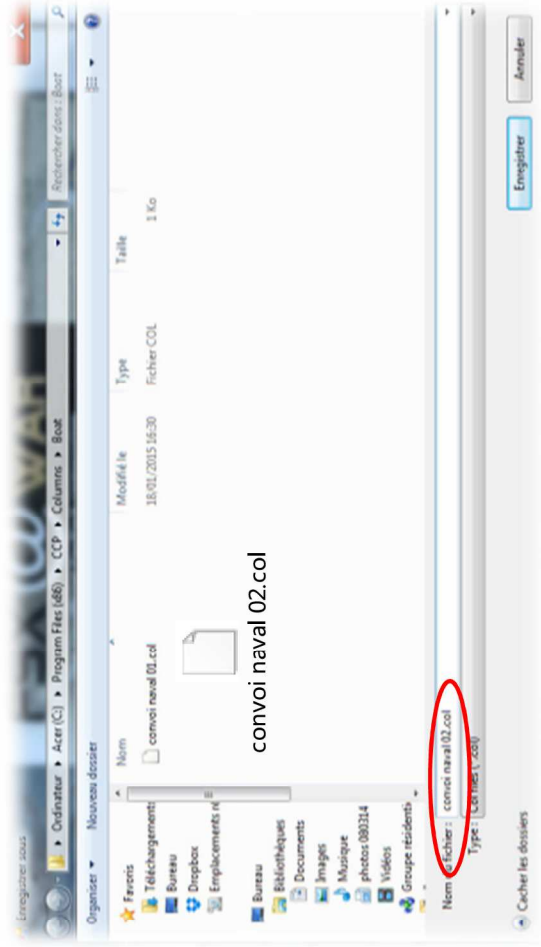 Enregistrer sous
Ordinateur ▸ Acer (C:) ▸ Program Files (x86) ▸ CCP ▸ Columns ▸ Boat
Rechercher dans : Boat
Organiser ▾ Nouveau dossier
Favoris
Téléchargements
Bureau
Dropbox
Emplacements ré
Bureau
Bibliothèques
Documents
Images
Musique
photos 080314
Vidéos
Groupe résidenti
Nom Modifié le Type Taille
convoi naval 01.col 18/01/2015 16:30 Fichier COL 1 Ko
convoi naval 02.col
Nom du fichier : convoi naval 02.col
Type : Col files (*.col)
Cacher les dossiers
Enregistrer Annuler